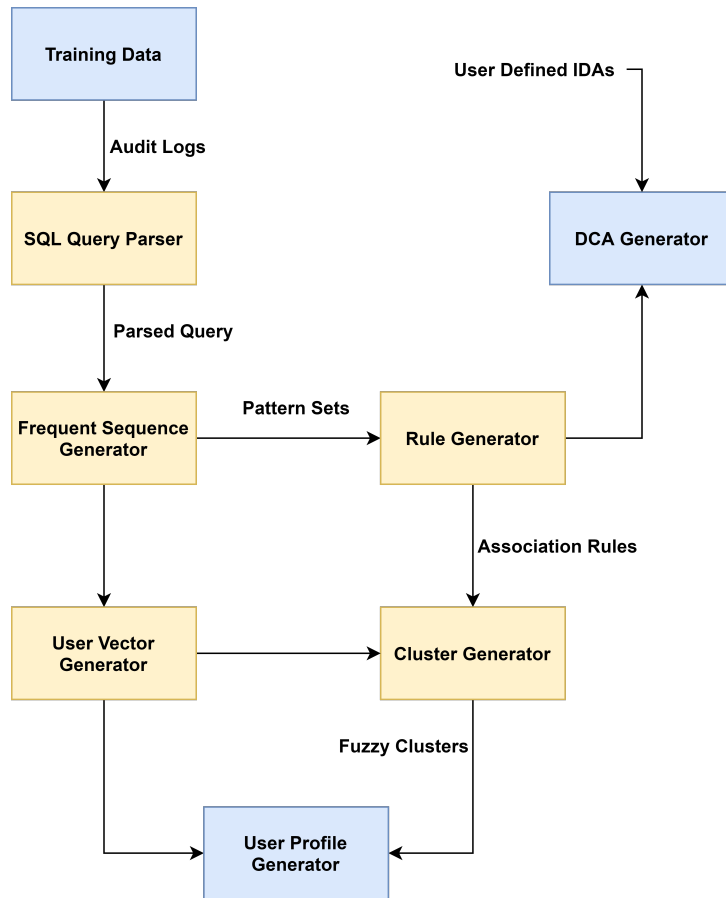 Training Data
User Defined IDAs
Audit Logs
SQL Query Parser
DCA Generator
Parsed Query
Pattern Sets
Frequent Sequence
Generator
Rule Generator
Association Rules
User Vector
Generator
Cluster Generator
Fuzzy Clusters
User Profile
Generator